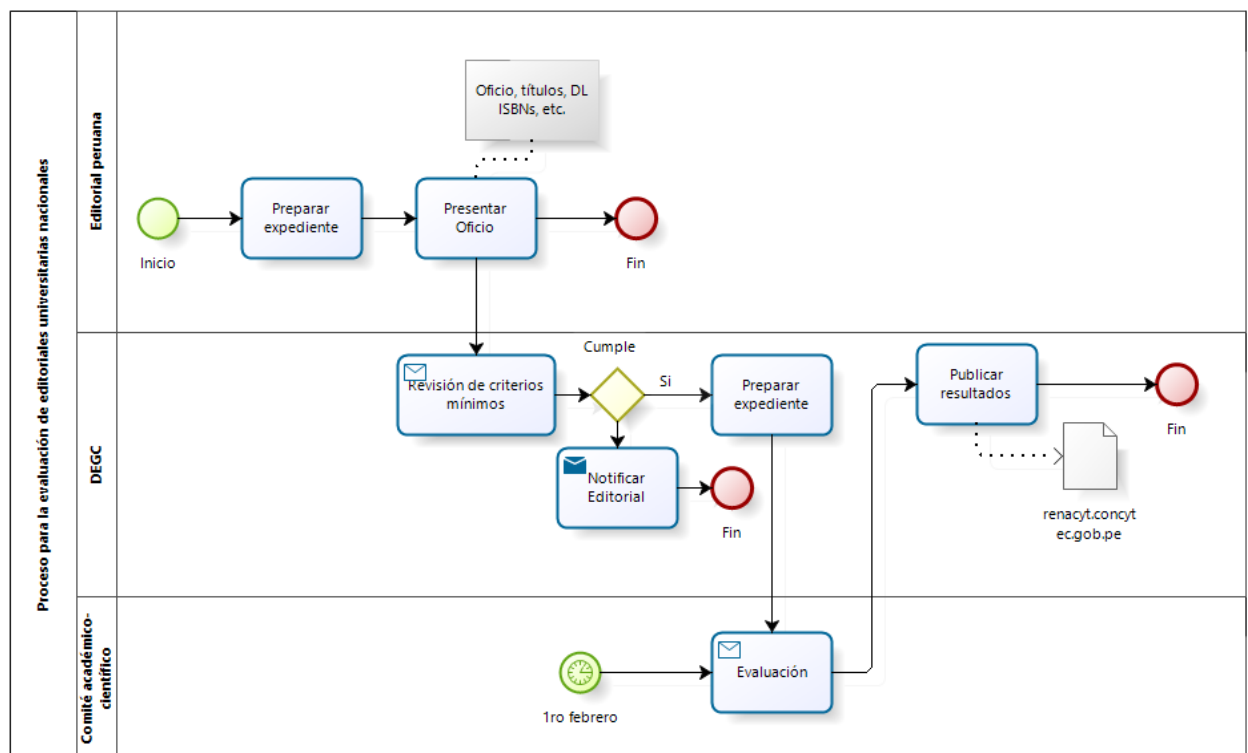 Proceso para la evaluación de editoriales universitarias nacionales
Editorial peruana
Oficio, títulos, DL
ISBNs, etc.
Inicio
Preparar
expediente
Presentar
Oficio
Fin
DEGC
Revisión de criterios
mínimos
Cumple
Si
Preparar
expediente
Notificar
Editorial
Fin
Publicar
resultados
Fin
renacyt.concyt
ec.gob.pe
Comité académico-
científico
1ro febrero
Evaluación